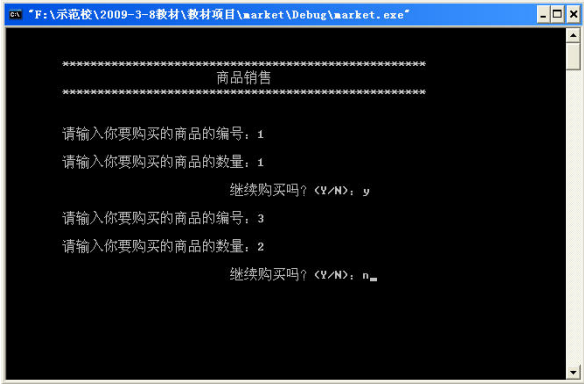 "F:\示范校\2009-3-8教材\教材项目\market\Debug\market.exe"
****************************************************
商品销售
****************************************************
请输入你要购买的商品的编号：1
请输入你要购买的商品的数量：1
继续购买吗？(Y/N)：y
请输入你要购买的商品的编号：3
请输入你要购买的商品的数量：2
继续购买吗？(Y/N)：n